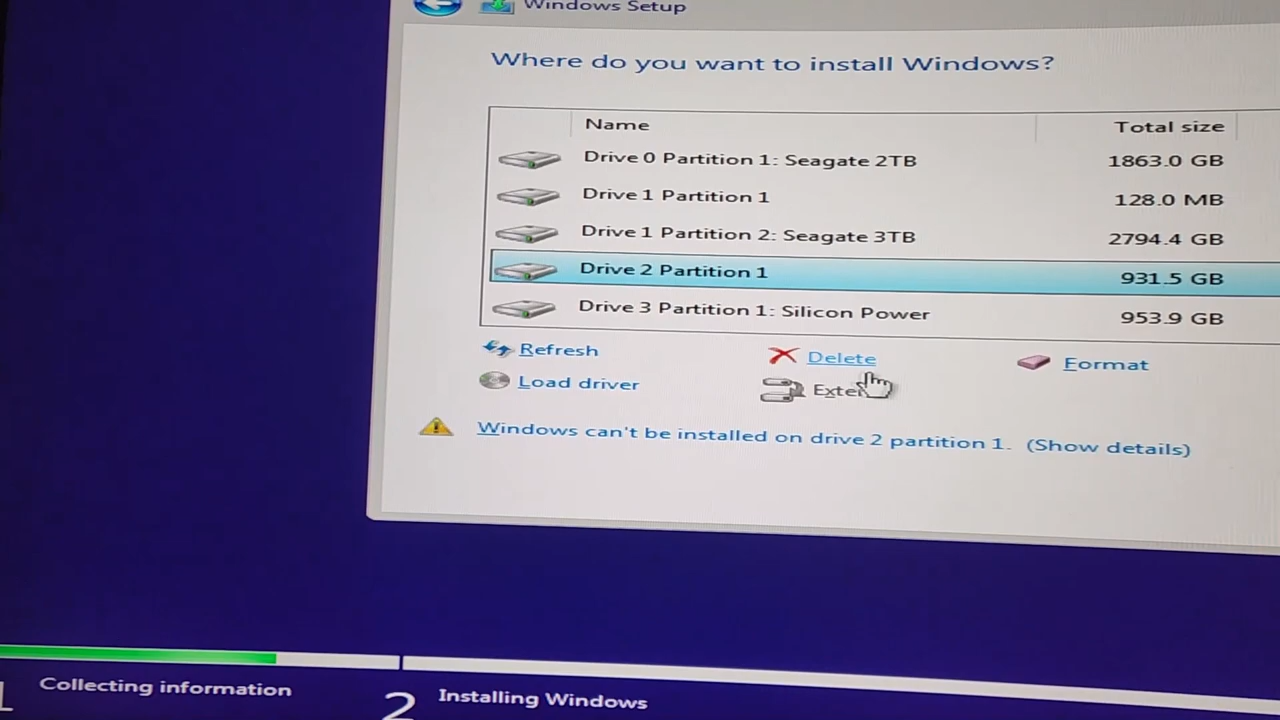 Windows Setup
Where do you want to install Windows?
Name Total size
Drive 0 Partition 1: Seagate 2TB 1863.0 GB
Drive 1 Partition 1 128.0 MB
Drive 1 Partition 2: Seagate 3TB 2794.4 GB
Drive 2 Partition 1 931.5 GB
Drive 3 Partition 1: Silicon Power 953.9 GB
Refresh Delete Format
Load driver
Windows can't be installed on drive 2 partition 1. (Show details)
1 Collecting information 2 Installing Windows